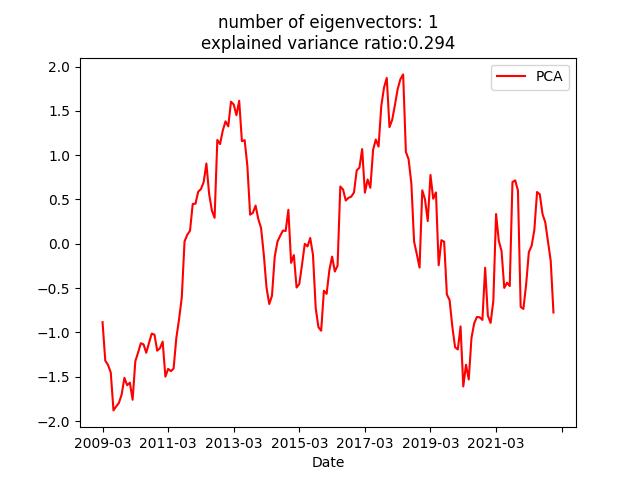 number of eigenvectors: 1
explained variance ratio:0.294
PCA
2.0
1.5
1.0
0.5
0.0
−0.5
−1.0
−1.5
−2.0
2009-03 2011-03 2013-03 2015-03 2017-03 2019-03 2021-03
Date